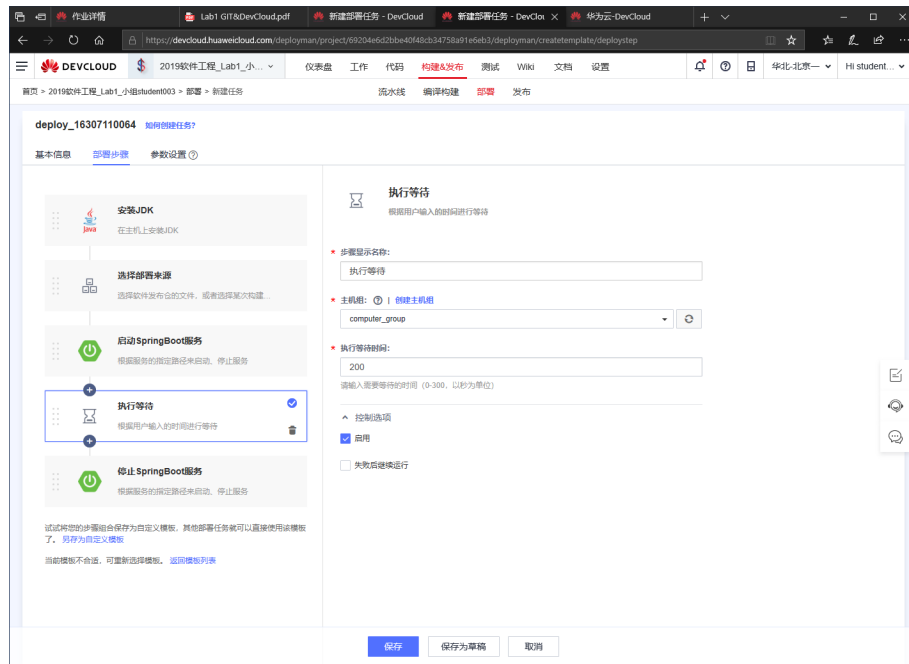 作业详情
Lab1 GIT&DevCloud.pdf
新建部署任务 - DevCloud
新建部署任务 - DevClou
华为云-DevCloud
https://devcloud.huaweicloud.com/deployman/project/69204e6d2bbe40f48cb34758a91e6eb3/deployman/createtemplate/deploystep
DEVCLOUD
2019软件工程_Lab1_小...
仪表盘 工作 代码 构建&发布 测试 Wiki 文档 设置
华北-北京一
Hi student...
首页 > 2019软件工程_Lab1_小组student003 > 部署 > 新建任务
流水线 编译构建 部署 发布
deploy_16307110064 如何创建任务?
基本信息 部署步骤 参数设置
安装JDK
在主机上安装JDK
Java
选择部署来源
选择软件发布仓的文件，或者选择某次构建...
启动SpringBoot服务
根据服务的指定路径来启动、停止服务
执行等待
根据用户输入的时间进行等待
停止SpringBoot服务
根据服务的指定路径来启动、停止服务
试试将您的步骤组合保存为自定义模板，其他部署任务就可以直接使用该模板
了。 另存为自定义模板
当前模板不合适，可重新选择模板。 返回模板列表
执行等待
根据用户输入的时间进行等待
* 步骤显示名称:
执行等待
* 主机组: | 创建主机组
computer_group
* 执行等待时间:
200
请输入需要等待的时间（0-300，以秒为单位）
控制选项
启用
失败后继续运行
保存 保存为草稿 取消